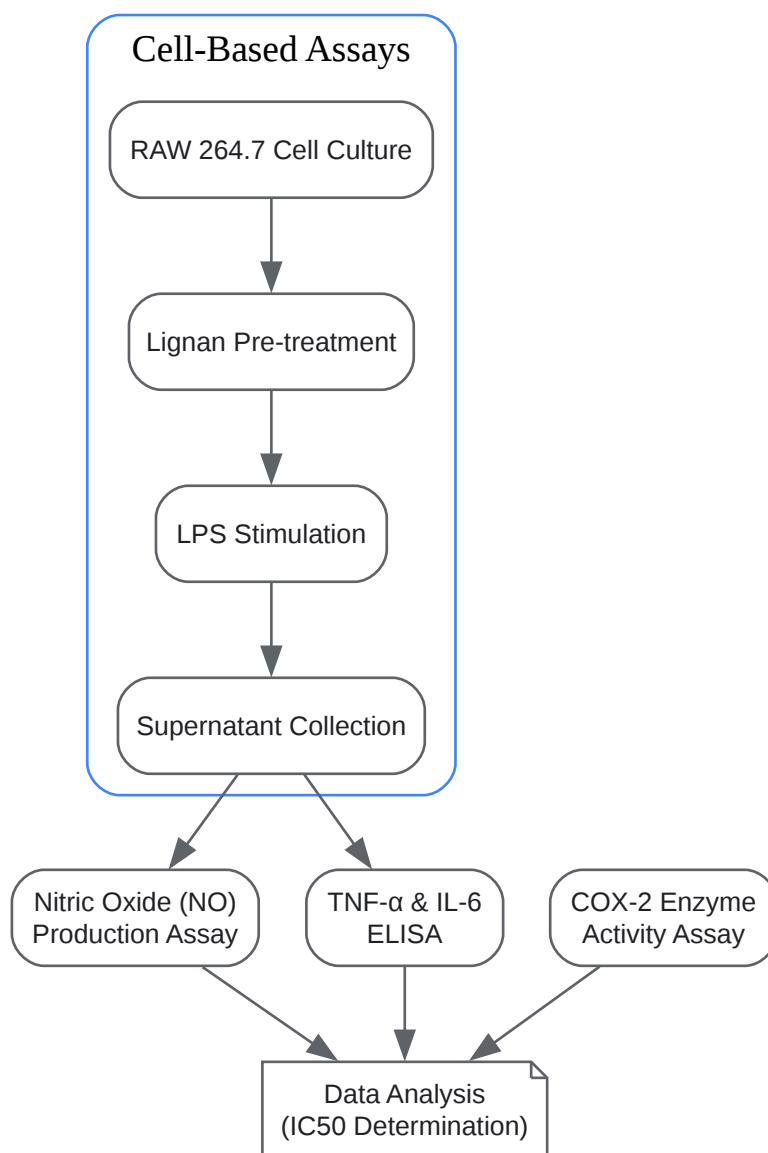 Cell-Based Assays
RAW 264.7 Cell Culture
Lignan Pre-treatment
LPS Stimulation
Supernatant Collection
Nitric Oxide (NO)
Production Assay
TNF-α & IL-6
ELISA
COX-2 Enzyme
Activity Assay
Data Analysis
(IC50 Determination)